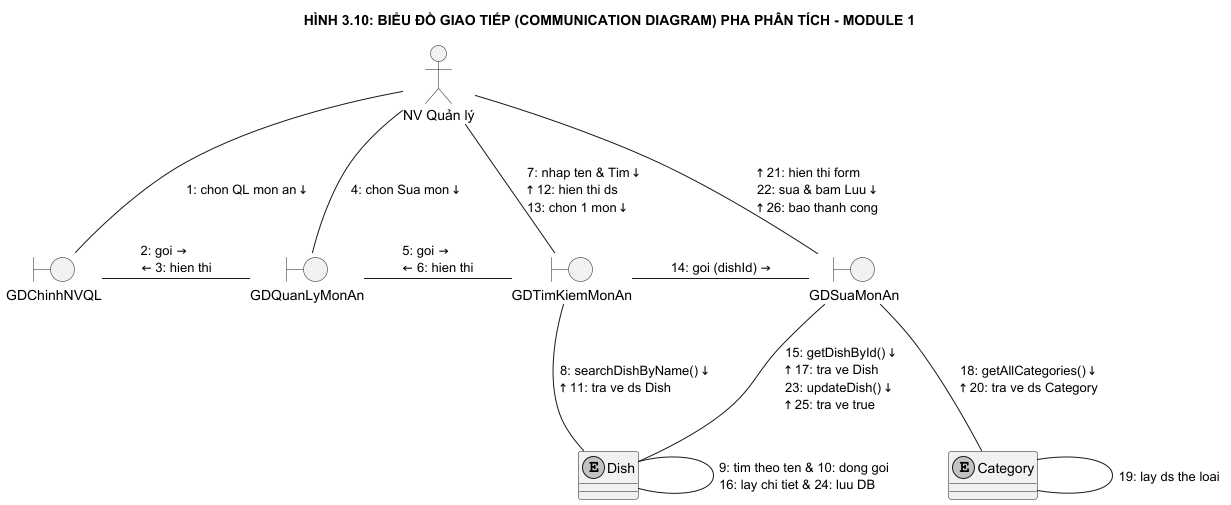 HÌNH 3.10: BIỂU ĐỒ GIAO TIẾP (COMMUNICATION DIAGRAM) PHA PHÂN TÍCH - MODULE 1
NV Quản lý
1: chon QL mon an ↓
4: chon Sua mon ↓
7: nhap ten & Tim ↓
↑ 12: hien thi ds
13: chon 1 mon ↓
↑ 21: hien thi form
22: sua & bam Luu ↓
↑ 26: bao thanh cong
2: goi →
← 3: hien thi
5: goi →
← 6: hien thi
14: goi (dishId) →
GDChinhNVQL
GDQuanLyMonAn
GDTimKiemMonAn
GDSuaMonAn
8: searchDishByName() ↓
↑ 11: tra ve ds Dish
15: getDishById() ↓
↑ 17: tra ve Dish
23: updateDish() ↓
↑ 25: tra ve true
18: getAllCategories() ↓
↑ 20: tra ve ds Category
E Dish
9: tim theo ten & 10: dong goi
16: lay chi tiet & 24: luu DB
E Category
19: lay ds the loai